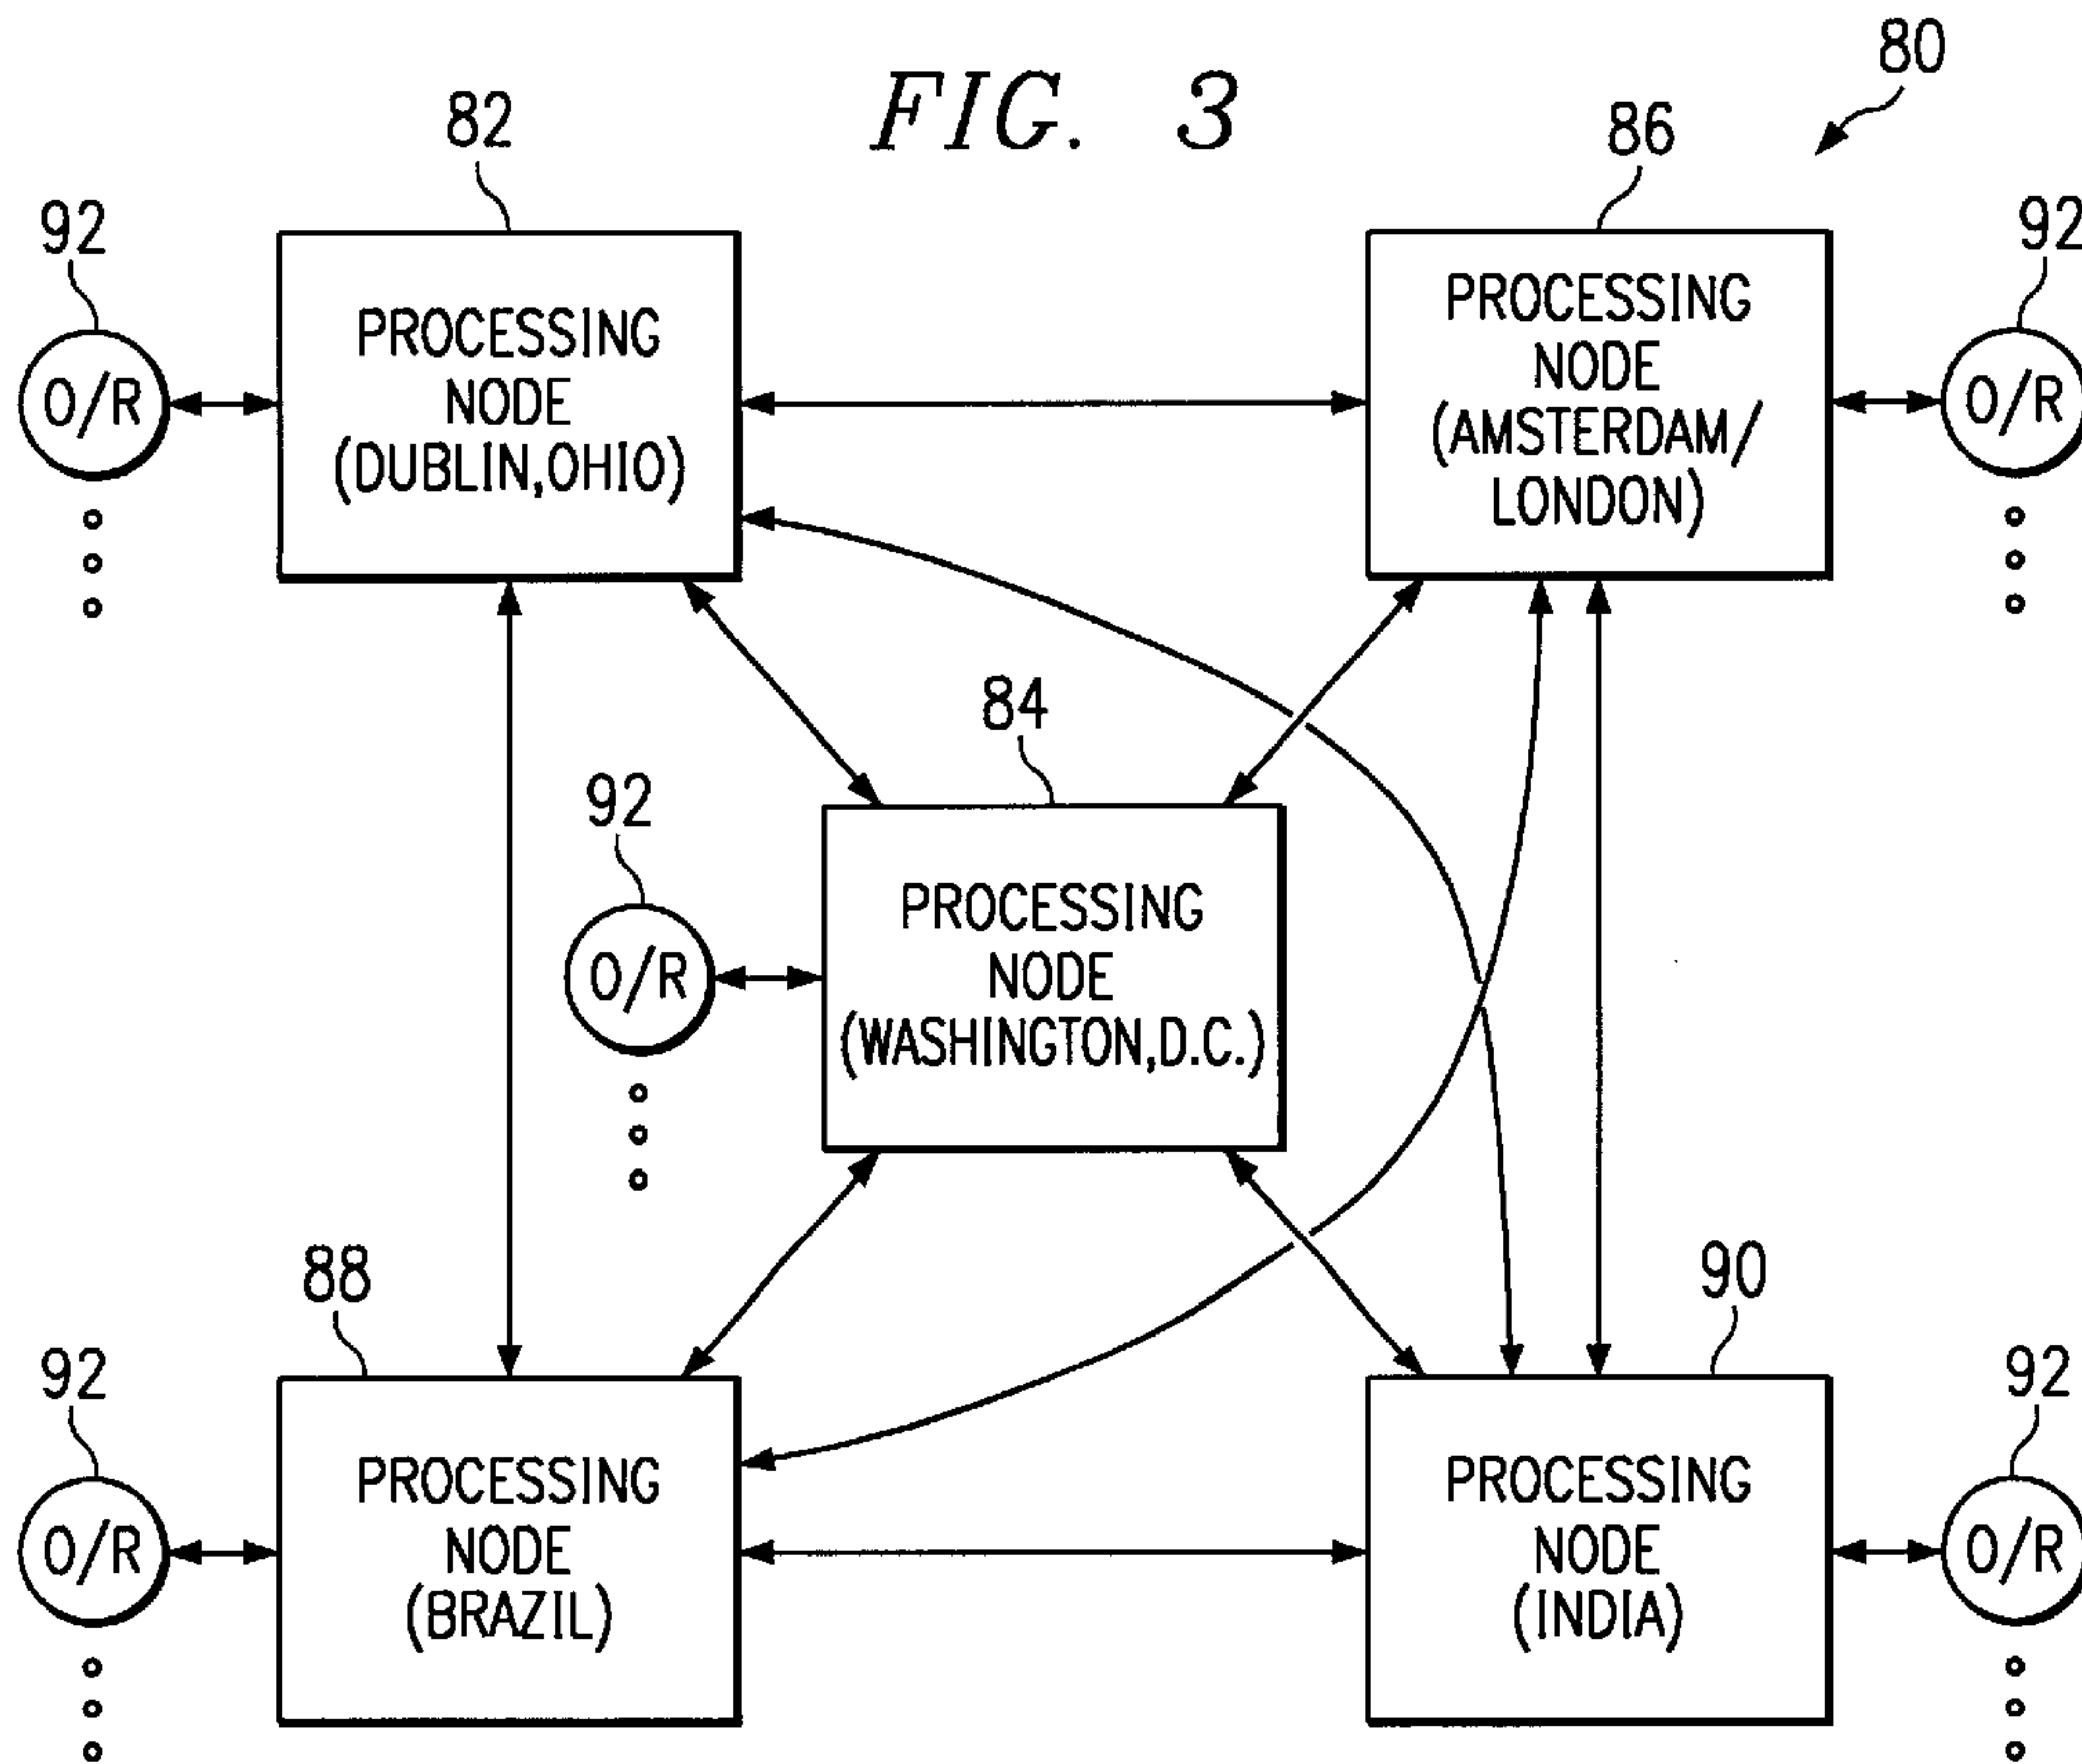 FIG. 3
80
82
86
92
92
PROCESSING
NODE
(DUBLIN,OHIO)
PROCESSING
NODE
(AMSTERDAM/
LONDON)
O/R
O/R
84
92
PROCESSING
NODE
(WASHINGTON,D.C.)
O/R
88
90
92
92
PROCESSING
NODE
(BRAZIL)
PROCESSING
NODE
(INDIA)
O/R
O/R